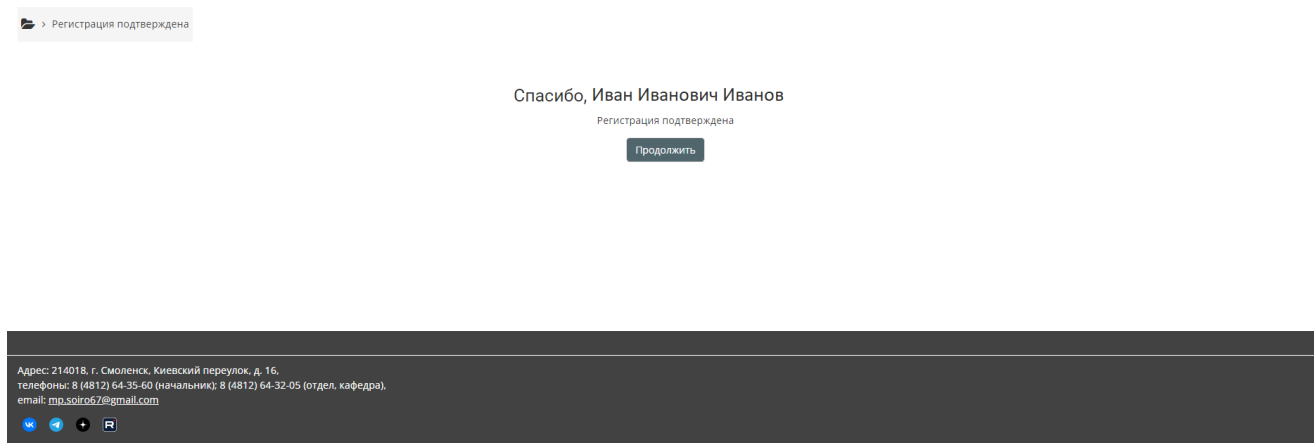 > Регистрация подтверждена
Спасибо, Иван Иванович Иванов
Регистрация подтверждена
Продолжить
Адрес: 214018, г. Смоленск, Киевский переулок, д. 16,
телефоны: 8 (4812) 64-35-60 (начальник); 8 (4812) 64-32-05 (отдел, кафедра),
email: mp.soiro67@gmail.com